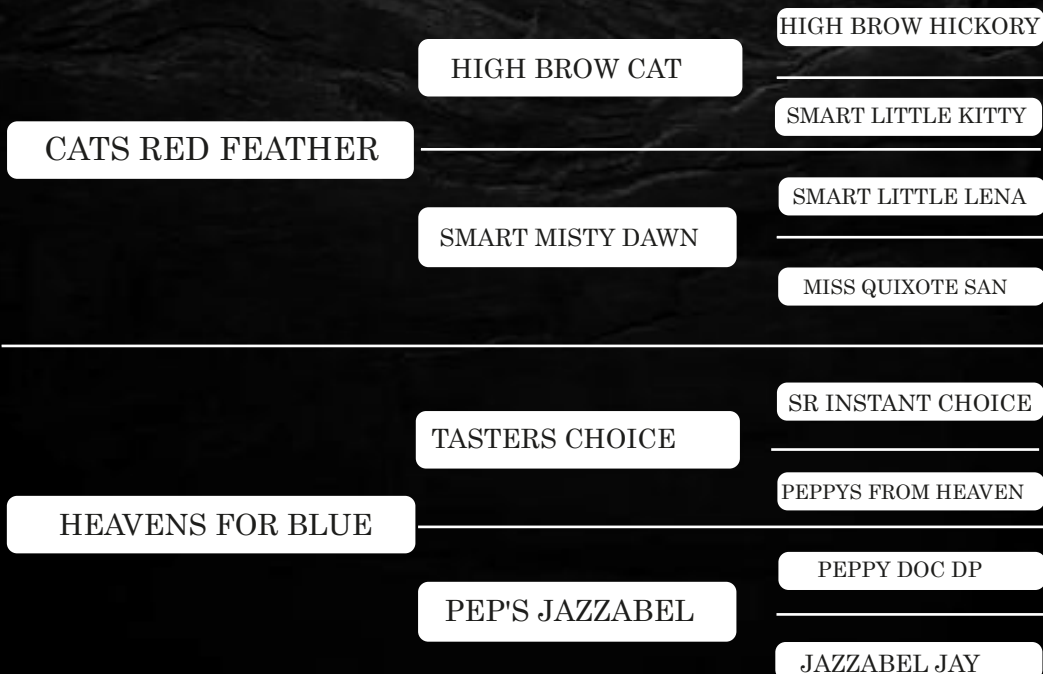 HIGH BROW HICKORY
HIGH BROW CAT
SMART LITTLE KITTY
CATS RED FEATHER
SMART LITTLE LENA
SMART MISTY DAWN
MISS QUIXOTE SAN
SR INSTANT CHOICE
TASTERS CHOICE
PEPPYS FROM HEAVEN
HEAVENS FOR BLUE
PEPPY DOC DP
PEP'S JAZZABEL
JAZZABEL JAY